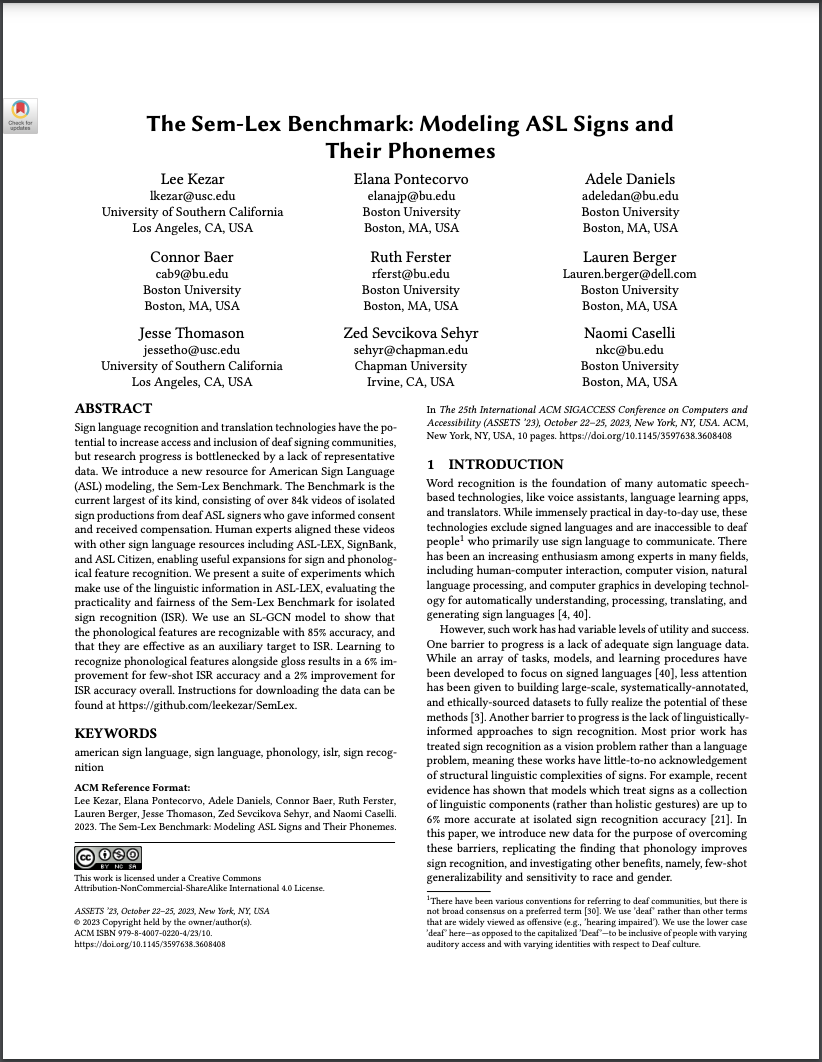 Check for
updates
The Sem-Lex Benchmark: Modeling ASL Signs and
Their Phonemes
Lee Kezar
lkezar@usc.edu
University of Southern California
Los Angeles, CA, USA
Elana Pontecorvo
elanajp@bu.edu
Boston University
Boston, MA, USA
Adele Daniels
adeledan@bu.edu
Boston University
Boston, MA, USA
Connor Baer
cab9@bu.edu
Boston University
Boston, MA, USA
Ruth Ferster
rferst@bu.edu
Boston University
Boston, MA, USA
Lauren Berger
Lauren.berger@dell.com
Boston University
Boston, MA, USA
Jesse Thomason
jessetho@usc.edu
University of Southern California
Los Angeles, CA, USA
Zed Sevcikova Sehyr
sehyr@chapman.edu
Chapman University
Irvine, CA, USA
Naomi Caselli
nkc@bu.edu
Boston University
Boston, MA, USA
ABSTRACT
Sign language recognition and translation technologies have the po-
tential to increase access and inclusion of deaf signing communities,
but research progress is bottlenecked by a lack of representative
data. We introduce a new resource for American Sign Language
(ASL) modeling, the Sem-Lex Benchmark. The Benchmark is the
current largest of its kind, consisting of over 84k videos of isolated
sign productions from deaf ASL signers who gave informed consent
and received compensation. Human experts aligned these videos
with other sign language resources including ASL-LEX, SignBank,
and ASL Citizen, enabling useful expansions for sign and phonolog-
ical feature recognition. We present a suite of experiments which
make use of the linguistic information in ASL-LEX, evaluating the
practicality and fairness of the Sem-Lex Benchmark for isolated
sign recognition (ISR). We use an SL-GCN model to show that
the phonological features are recognizable with 85% accuracy, and
that they are effective as an auxiliary target to ISR. Learning to
recognize phonological features alongside gloss results in a 6% im-
provement for few-shot ISR accuracy and a 2% improvement for
ISR accuracy overall. Instructions for downloading the data can be
found at https://github.com/leekezar/SemLex.
KEYWORDS
american sign language, sign language, phonology, islr, sign recog-
nition
ACM Reference Format:
Lee Kezar, Elana Pontecorvo, Adele Daniels, Connor Baer, Ruth Ferster,
Lauren Berger, Jesse Thomason, Zed Sevcikova Sehyr, and Naomi Caselli.
2023. The Sem-Lex Benchmark: Modeling ASL Signs and Their Phonemes.
CC BY NC SA
This work is licensed under a Creative Commons
Attribution-NonCommercial-ShareAlike International 4.0 License.
ASSETS '23, October 22–25, 2023, New York, NY, USA
© 2023 Copyright held by the owner/author(s).
ACM ISBN 979-8-4007-0220-4/23/10.
https://doi.org/10.1145/3597638.3608408
In The 25th International ACM SIGACCESS Conference on Computers and
Accessibility (ASSETS '23), October 22–25, 2023, New York, NY, USA. ACM,
New York, NY, USA, 10 pages. https://doi.org/10.1145/3597638.3608408
1 INTRODUCTION
Word recognition is the foundation of many automatic speech-
based technologies, like voice assistants, language learning apps,
and translators. While immensely practical in day-to-day use, these
technologies exclude signed languages and are inaccessible to deaf
people1 who primarily use sign language to communicate. There
has been an increasing enthusiasm among experts in many fields,
including human-computer interaction, computer vision, natural
language processing, and computer graphics in developing technol-
ogy for automatically understanding, processing, translating, and
generating sign languages [4, 40].
However, such work has had variable levels of utility and success.
One barrier to progress is a lack of adequate sign language data.
While an array of tasks, models, and learning procedures have
been developed to focus on signed languages [40], less attention
has been given to building large-scale, systematically-annotated,
and ethically-sourced datasets to fully realize the potential of these
methods [3]. Another barrier to progress is the lack of linguistically-
informed approaches to sign recognition. Most prior work has
treated sign recognition as a vision problem rather than a language
problem, meaning these works have little-to-no acknowledgement
of structural linguistic complexities of signs. For example, recent
evidence has shown that models which treat signs as a collection
of linguistic components (rather than holistic gestures) are up to
6% more accurate at isolated sign recognition accuracy [21]. In
this paper, we introduce new data for the purpose of overcoming
these barriers, replicating the finding that phonology improves
sign recognition, and investigating other benefits, namely, few-shot
generalizability and sensitivity to race and gender.
1There have been various conventions for referring to deaf communities, but there is
not broad consensus on a preferred term [30]. We use 'deaf' rather than other terms
that are widely viewed as offensive (e.g., 'hearing impaired'). We use the lower case
'deaf' here—as opposed to the capitalized 'Deaf'—to be inclusive of people with varying
auditory access and with varying identities with respect to Deaf culture.